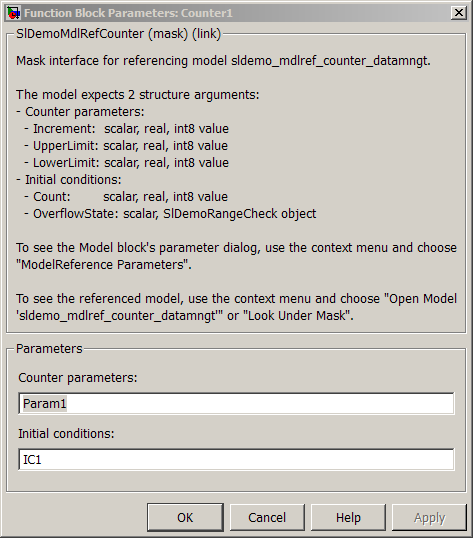 Function Block Parameters: Counter1
SlDemoMdlRefCounter (mask) (link)
Mask interface for referencing model sldemo_mdlref_counter_datamngt.
The model expects 2 structure arguments:
- Counter parameters:
- Increment: scalar, real, int8 value
- UpperLimit: scalar, real, int8 value
- LowerLimit: scalar, real, int8 value
- Initial conditions:
- Count: scalar, real, int8 value
- OverflowState: scalar, SlDemoRangeCheck object
To see the Model block's parameter dialog, use the context menu and choose
"ModelReference Parameters".
To see the referenced model, use the context menu and choose "Open Model
'sldemo_mdlref_counter_datamngt'" or "Look Under Mask".
Parameters
Counter parameters:
Param1
Initial conditions:
IC1
OK Cancel Help Apply